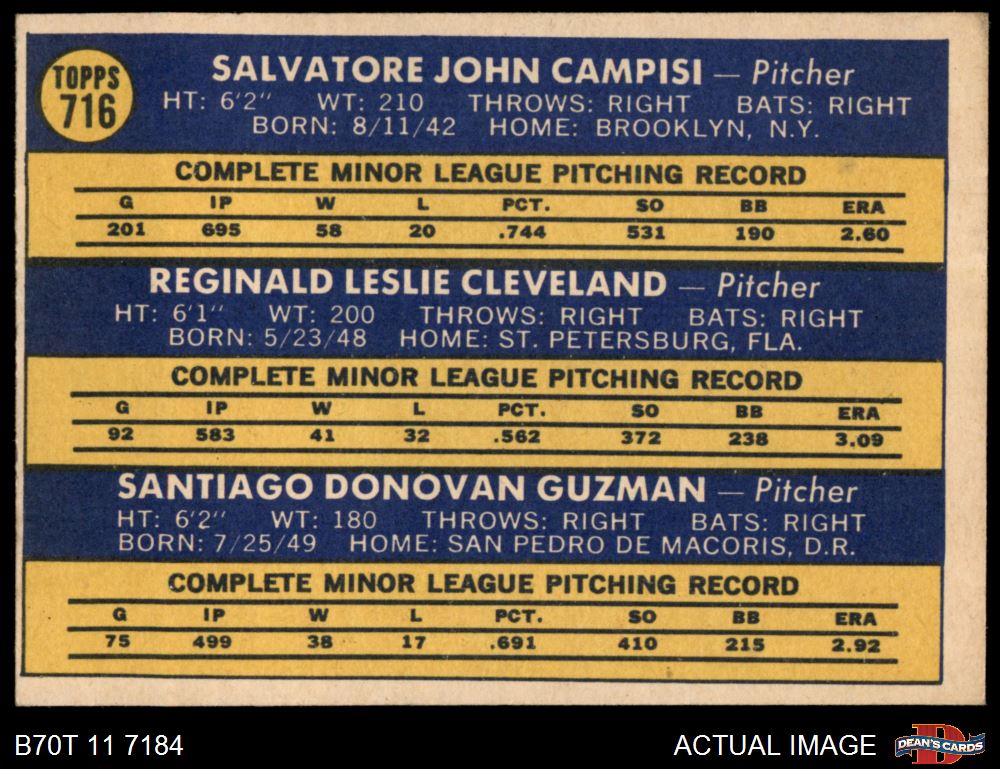 TOPPS
716
SALVATORE JOHN CAMPISI — Pitcher
HT: 6'2" WT: 210 THROWS: RIGHT BATS: RIGHT
BORN: 8/11/42 HOME: BROOKLYN, N.Y.
COMPLETE MINOR LEAGUE PITCHING RECORD
G IP W L PCT. SO BB ERA
201 695 58 20 .744 531 190 2.60
REGINALD LESLIE CLEVELAND — Pitcher
HT: 6'1" WT: 200 THROWS: RIGHT BATS: RIGHT
BORN: 5/23/48 HOME: ST. PETERSBURG, FLA.
COMPLETE MINOR LEAGUE PITCHING RECORD
G IP W L PCT. SO BB ERA
92 583 41 32 .562 372 238 3.09
SANTIAGO DONOVAN GUZMAN — Pitcher
HT: 6'2" WT: 180 THROWS: RIGHT BATS: RIGHT
BORN: 7/25/49 HOME: SAN PEDRO DE MACORIS, D.R.
COMPLETE MINOR LEAGUE PITCHING RECORD
G IP W L PCT. SO BB ERA
75 499 38 17 .691 410 215 2.92
B70T 11 7184 ACTUAL IMAGE D DEAN'S CARDS